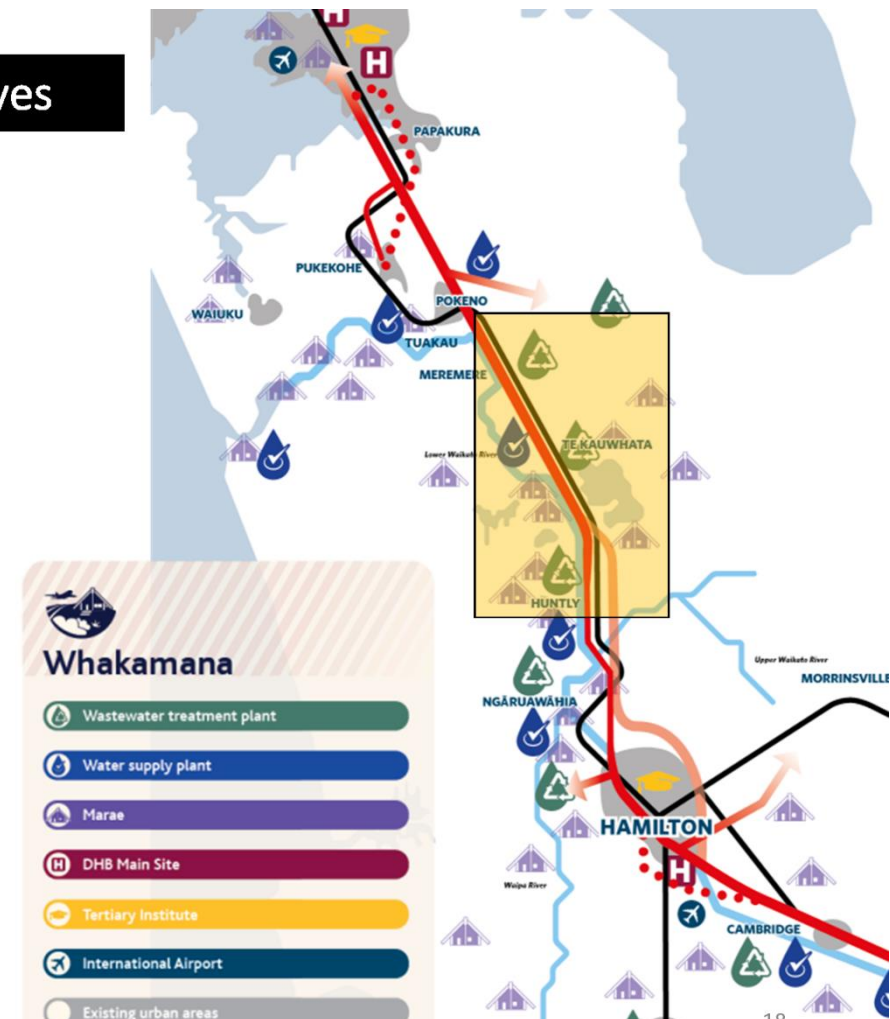 ves
H
H
PAPAKURA
PUKEKOHE
WAIUKU
POKENO
TUAKAU
MEREMERE
TE KAUWHATA
Lower Waikato River
HUNTLY
Upper Waikato River
MORRINSVILLE
NGĀRUAWĀHIA
HAMILTON
H
Waipa River
CAMBRIDGE
Whakamana
Wastewater treatment plant
Water supply plant
Marae
H DHB Main Site
Tertiary Institute
International Airport
Existing urban areas
18